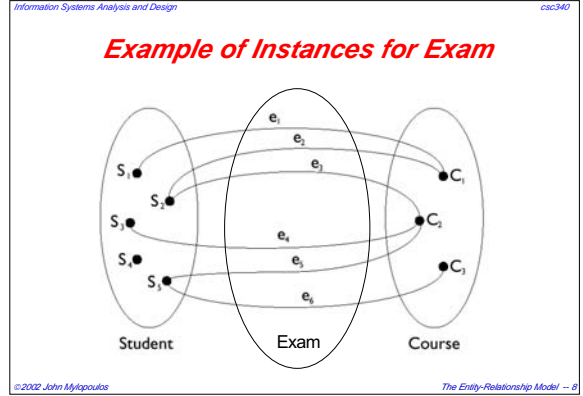 Information Systems Analysis and Design csc340
Example of Instances for Exam
e1
e2
e3
S1
C1
S2
S3
C2
e4
S4
e5
C3
S5
e6
Student Exam Course
©2002 John Mylopoulos The Entity-Relationship Model -- 8